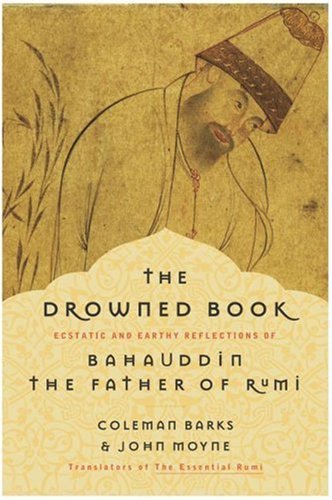 THE
DROWNED BOOK
ECSTATIC AND EARTHY REFLECTIONS OF
BAHAUDDIN
THE FATHER OF RUMI
COLEMAN BARKS
& JOHN MOYNE
Translators of The Essential Rumi